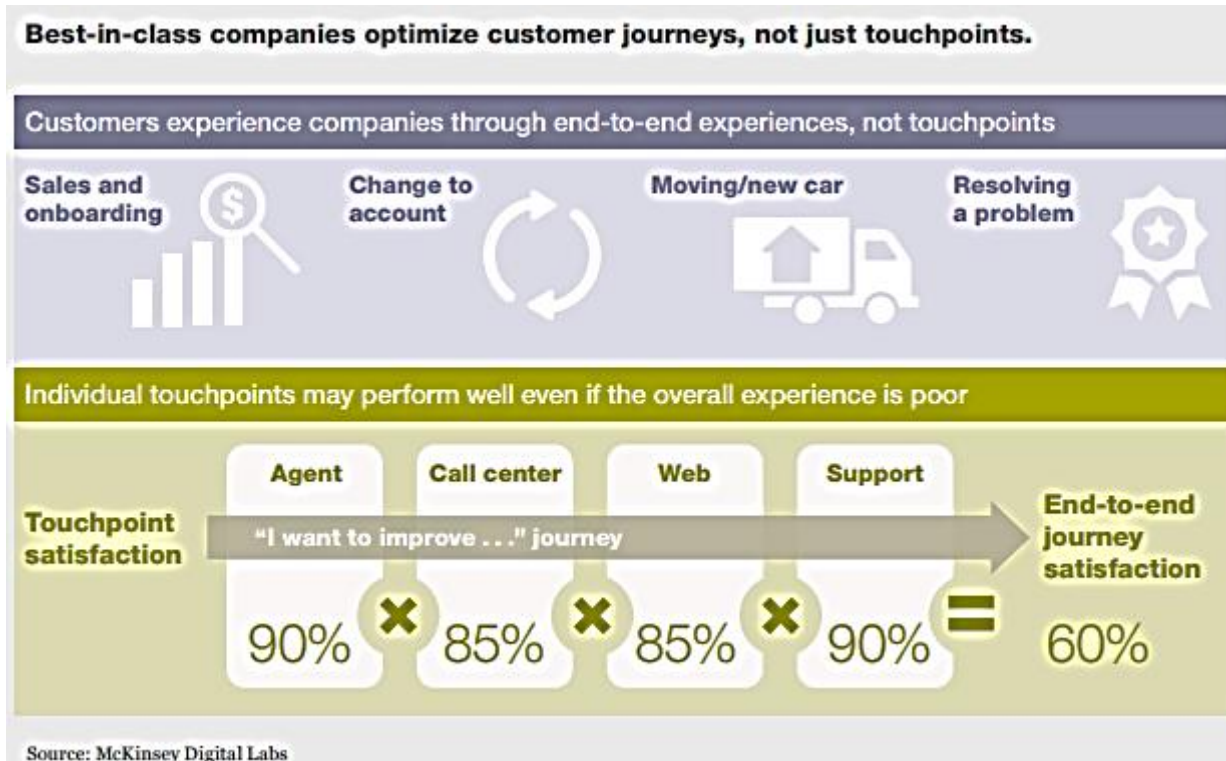 Best-in-class companies optimize customer journeys, not just touchpoints.
Customers experience companies through end-to-end experiences, not touchpoints
Sales and
onboarding
$
Change to
account
Moving/new car
Resolving
a problem
Individual touchpoints may perform well even if the overall experience is poor
Touchpoint
satisfaction
Agent
Call center
Web
Support
"I want to improve . . ." journey
End-to-end
journey
satisfaction
90% × 85% × 85% × 90% = 60%
Source: McKinsey Digital Labs